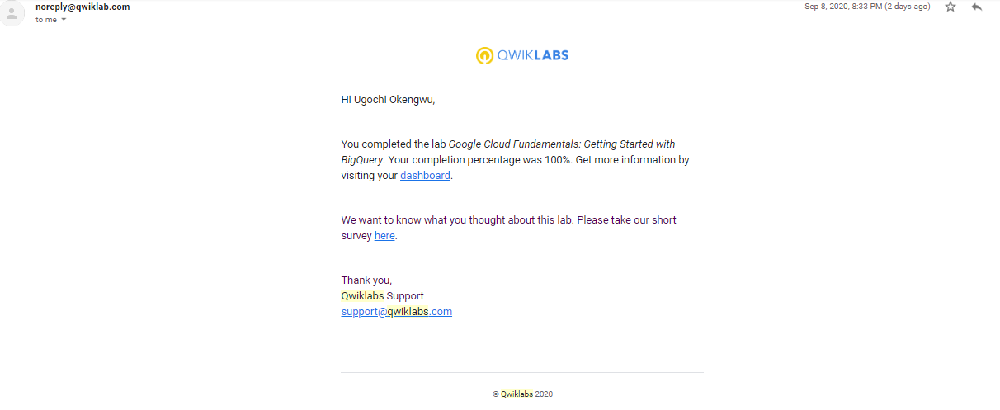 noreply@qwiklab.com
Sep 8, 2020, 8:33 PM (2 days ago)
to me
QWIKLABS
Hi Ugochi Okengwu,
You completed the lab Google Cloud Fundamentals: Getting Started with
BigQuery. Your completion percentage was 100%. Get more information by
visiting your dashboard.
We want to know what you thought about this lab. Please take our short
survey here.
Thank you,
Qwiklabs Support
support@qwiklabs.com
© Qwiklabs 2020